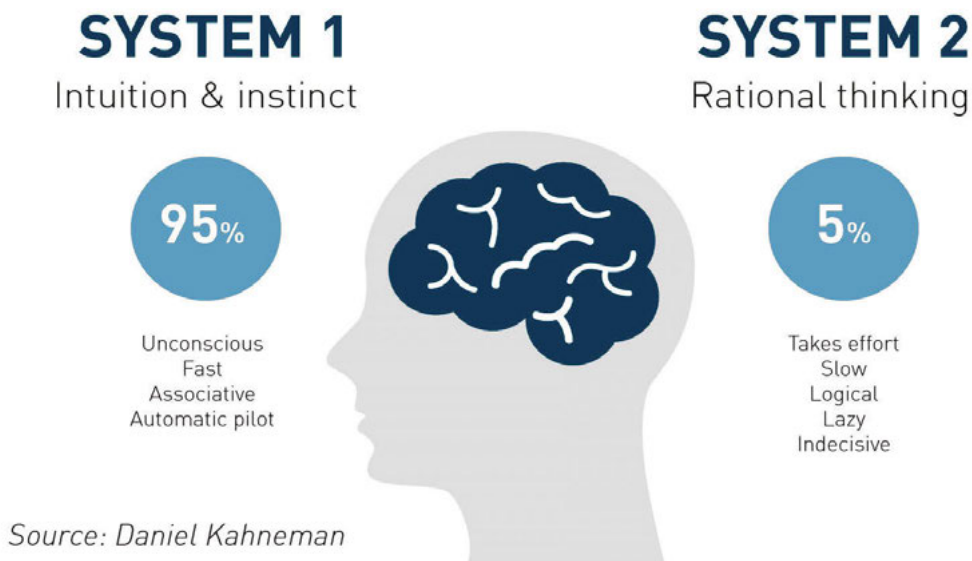 SYSTEM 1
Intuition & instinct
95%
Unconscious
Fast
Associative
Automatic pilot
SYSTEM 2
Rational thinking
5%
Takes effort
Slow
Logical
Lazy
Indecisive
Source: Daniel Kahneman